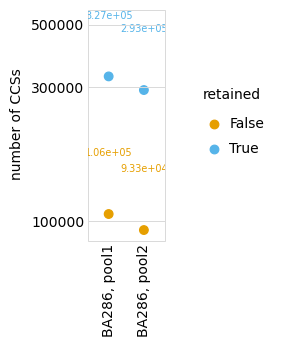 500000
3.27e+05
2.93e+05
300000
1.06e+05
9.33e+04
100000
number of CCSs
BA286, pool1
BA286, pool2
retained
False
True